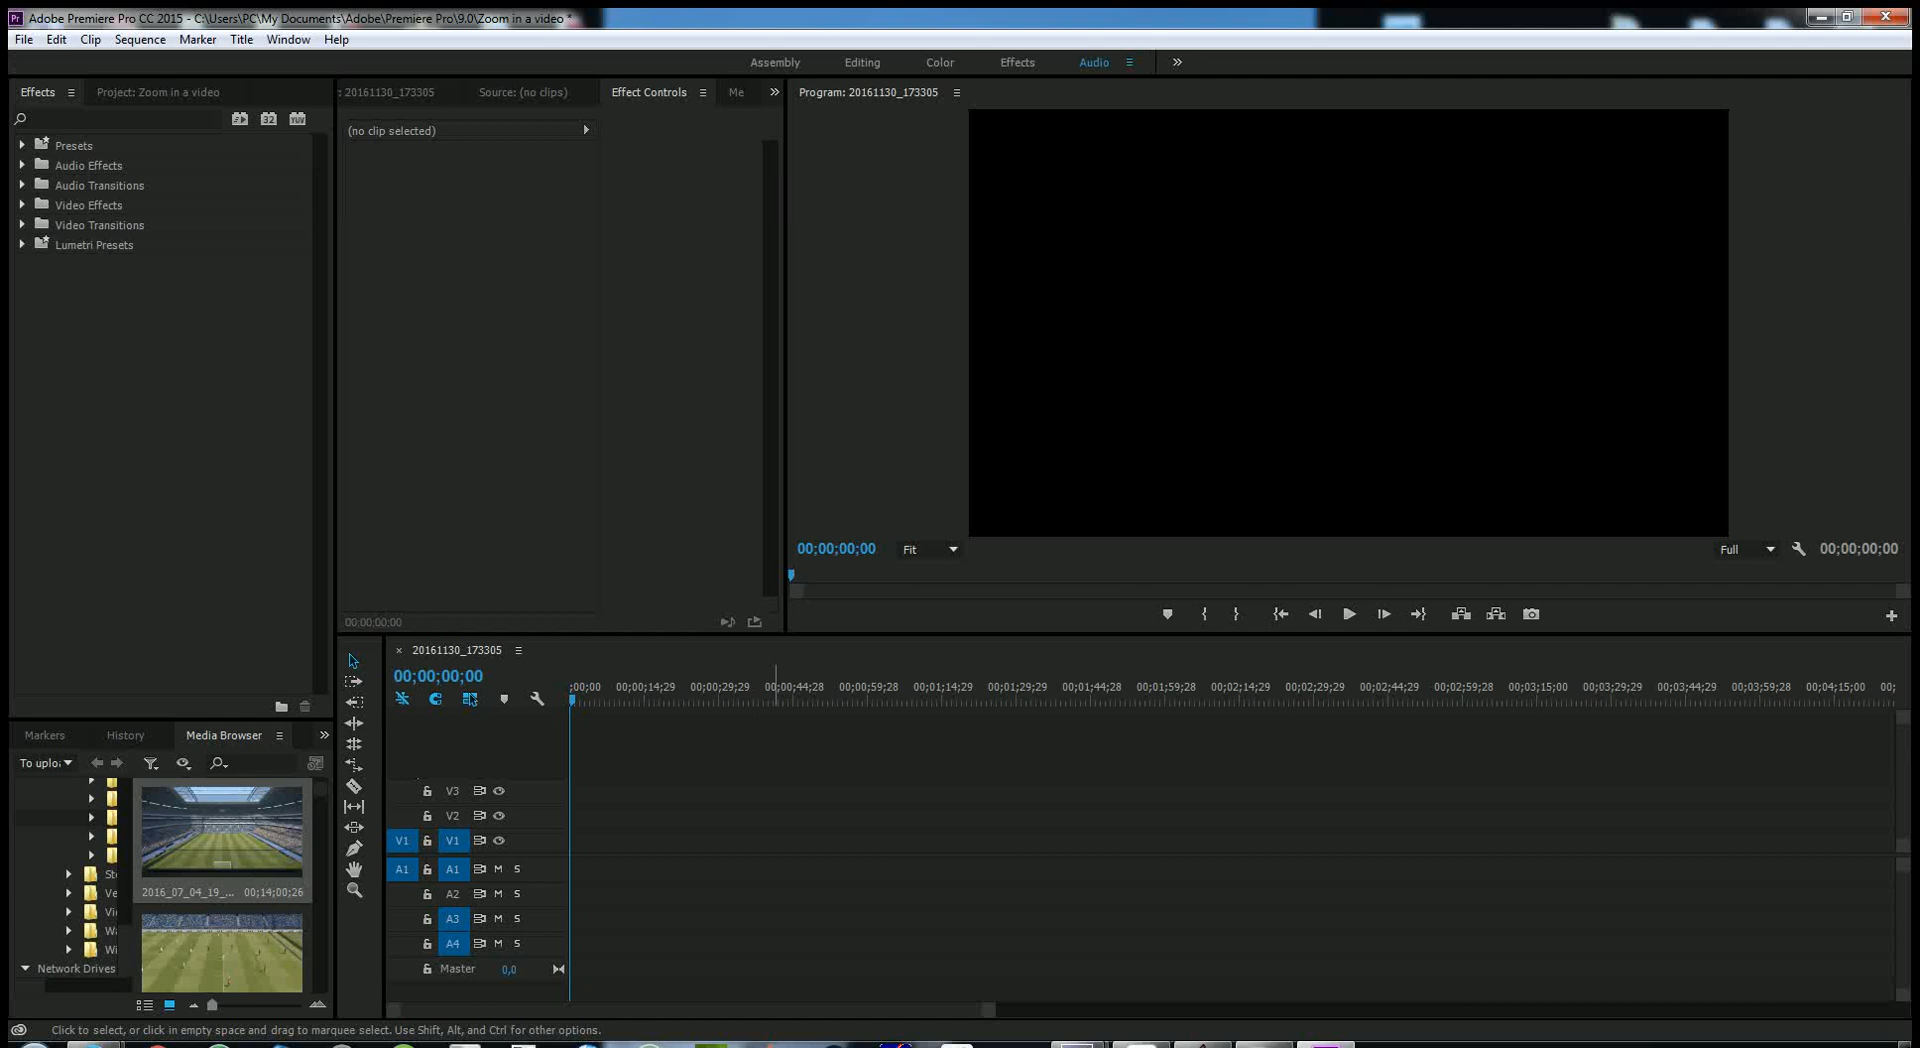 Adobe Premiere Pro CC 2015 - C:\Users\PC\My Documents\Adobe\Premiere Pro\9.0\Zoom in a video *
File Edit Clip Sequence Marker Title Window Help
Assembly Editing Color Effects Audio
Effects Project: Zoom in a video : 20161130_173305 Source: (no clips) Effect Controls Me Program: 20161130_173305
32 YUV
(no clip selected)
Presets
Audio Effects
Audio Transitions
Video Effects
Video Transitions
Lumetri Presets
00;00;00;00 Fit Full 00;00;00;00
00;00;00;00
20161130_173305
00;00;00;00
;00;00 00;00;14;29 00;00;29;29 00;00;44;28 00;00;59;28 00;01;14;29 00;01;29;29 00;01;44;28 00;01;59;28 00;02;14;29 00;02;29;29 00;02;44;29 00;02;59;28 00;03;15;00 00;03;29;29 00;03;44;29 00;03;59;28 00;04;15;00 00;
Markers History Media Browser
To uploa
V3
V2
V1 V1
A1 A1 M S
A2 M S
A3 M S
A4 M S
Master 0,0
2016_07_04_19_... 00;14;00;26
St
Ve
Vi
Wa
Wi
Network Drives
Click to select, or click in empty space and drag to marquee select. Use Shift, Alt, and Ctrl for other options.